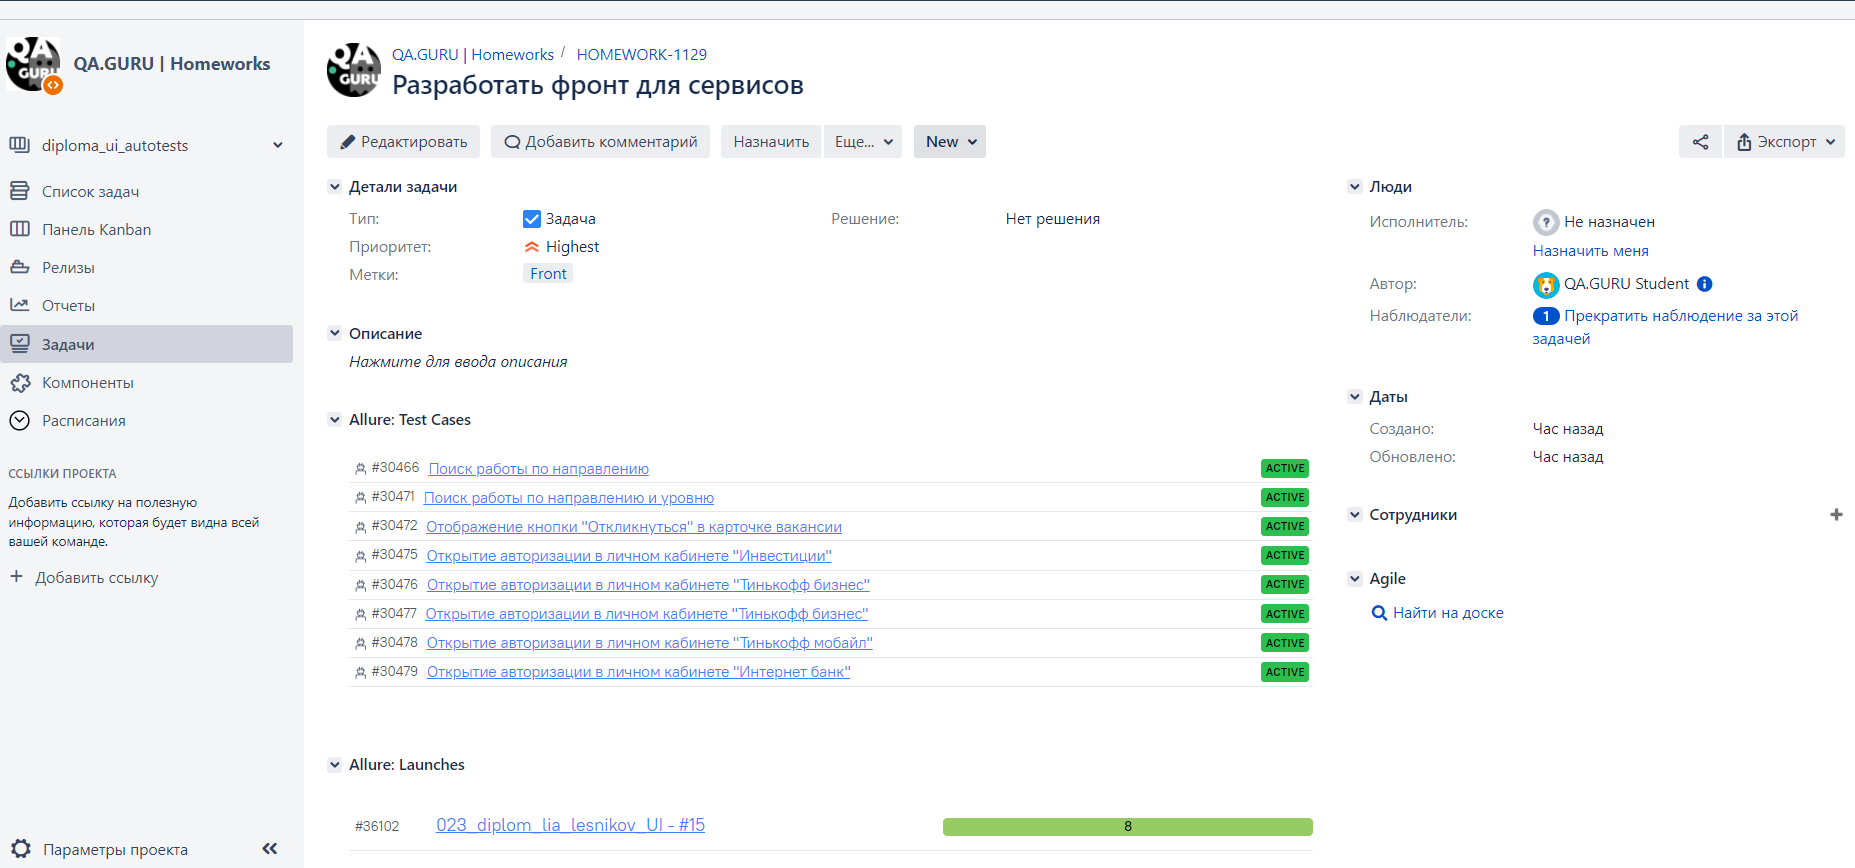 QA
GURU
QA.GURU | Homeworks
diploma_ui_autotests
Список задач
Панель Kanban
Релизы
Отчеты
Задачи
Компоненты
Расписания
ССЫЛКИ ПРОЕКТА
Добавить ссылку на полезную
информацию, которая будет видна всей
вашей команде.
+ Добавить ссылку
Параметры проекта
QA
GURU
QA.GURU | Homeworks / HOMEWORK-1129
Разработать фронт для сервисов
Редактировать Добавить комментарий Назначить Еще... New Экспорт
Детали задачи
Тип: Задача Решение: Нет решения
Приоритет: Highest
Метки: Front
Описание
Нажмите для ввода описания
Allure: Test Cases
#30466 Поиск работы по направлению ACTIVE
#30471 Поиск работы по направлению и уровню ACTIVE
#30472 Отображение кнопки "Откликнуться" в карточке вакансии ACTIVE
#30475 Открытие авторизации в личном кабинете "Инвестиции" ACTIVE
#30476 Открытие авторизации в личном кабинете "Тинькофф бизнес" ACTIVE
#30477 Открытие авторизации в личном кабинете "Тинькофф бизнес" ACTIVE
#30478 Открытие авторизации в личном кабинете "Тинькофф мобайл" ACTIVE
#30479 Открытие авторизации в личном кабинете "Интернет банк" ACTIVE
Allure: Launches
#36102 023_diplom_lia_lesnikov_UI - #15 8
Люди
Исполнитель: Не назначен
Назначить меня
Автор: QA.GURU Student
Наблюдатели: 1 Прекратить наблюдение за этой
задачей
Даты
Создано: Час назад
Обновлено: Час назад
Сотрудники
Agile
Найти на доске